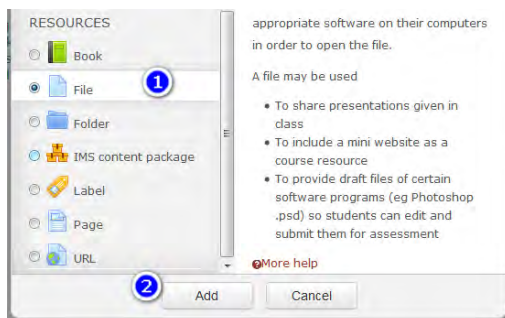 RESOURCES
Book
1
File
Folder
IMS content package
Label
Page
URL
appropriate software on their computers
in order to open the file.
A file may be used
• To share presentations given in
class
• To include a mini website as a
course resource
• To provide draft files of certain
software programs (eg Photoshop
.psd) so students can edit and
submit them for assessment
More help
2
Add
Cancel